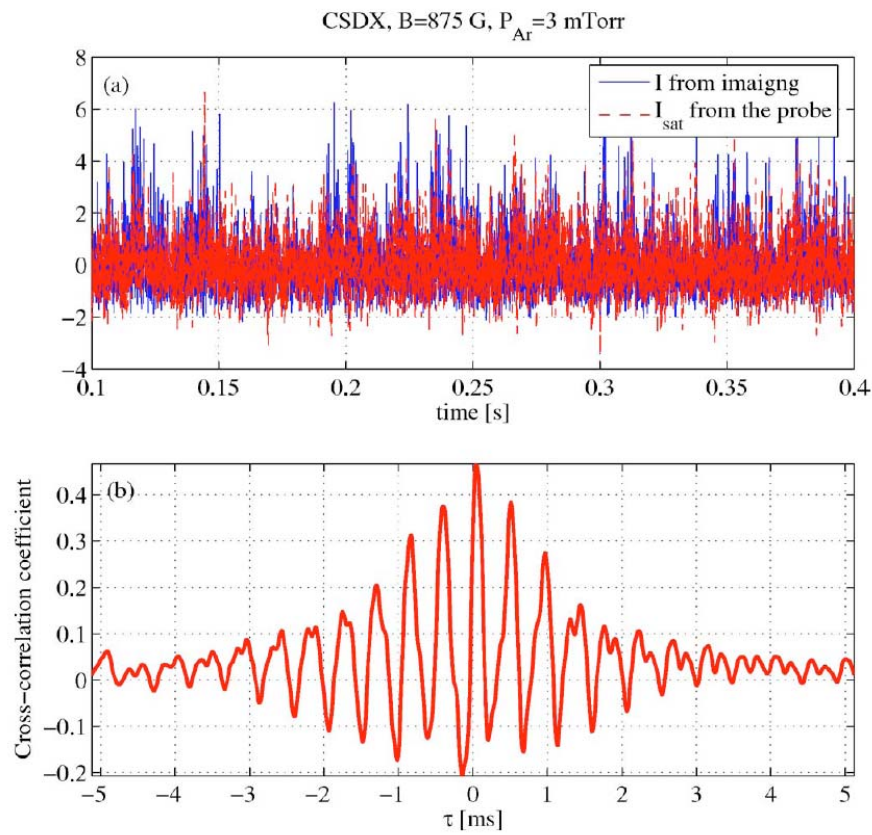 CSDX, B=875 G, P_Ar=3 mTorr
(a)
I from imaigng
I_sat from the probe
8
6
4
2
0
−2
−4
0.1 0.15 0.2 0.25 0.3 0.35 0.4
time [s]
(b)
Cross−correlation coefficient
0.4
0.3
0.2
0.1
0
−0.1
−0.2
−5 −4 −3 −2 −1 0 1 2 3 4 5
τ [ms]